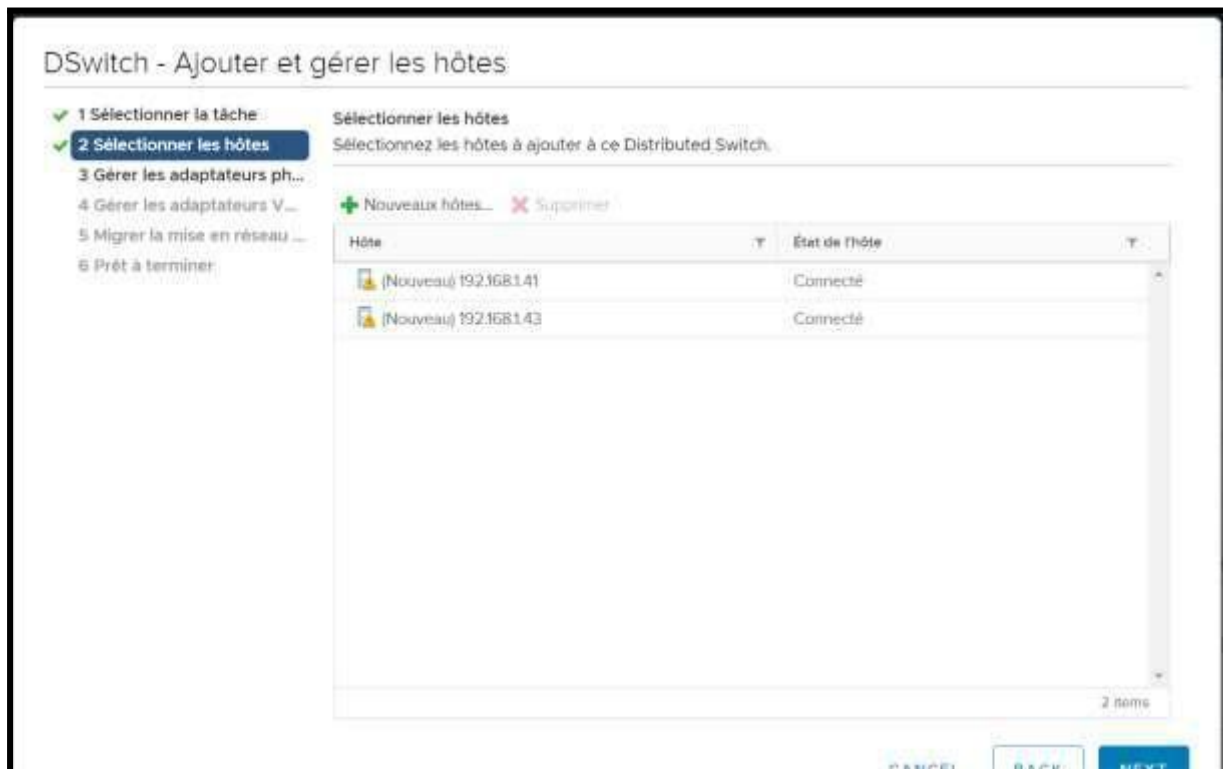 DSwitch - Ajouter et gérer les hôtes
1 Sélectionner la tâche
2 Sélectionner les hôtes
3 Gérer les adaptateurs ph...
4 Gérer les adaptateurs V...
5 Migrer la mise en réseau ...
6 Prêt à terminer
Sélectionner les hôtes
Sélectionnez les hôtes à ajouter à ce Distributed Switch.
Nouveaux hôtes... Supprimer
Hôte État de l'hôte
(Nouveau) 192.168.1.41 Connecté
(Nouveau) 192.168.1.43 Connecté
2 items
CANCEL BACK NEXT